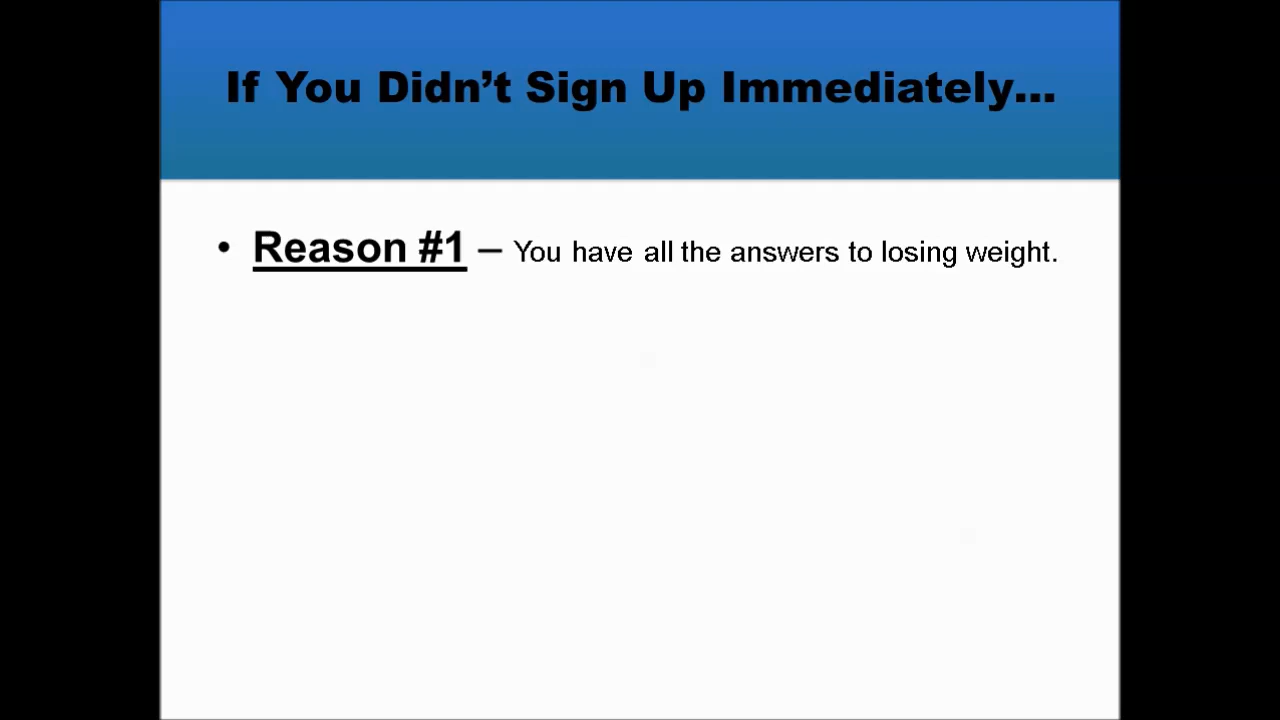 If You Didn’t Sign Up Immediately...
• Reason #1 – You have all the answers to losing weight.